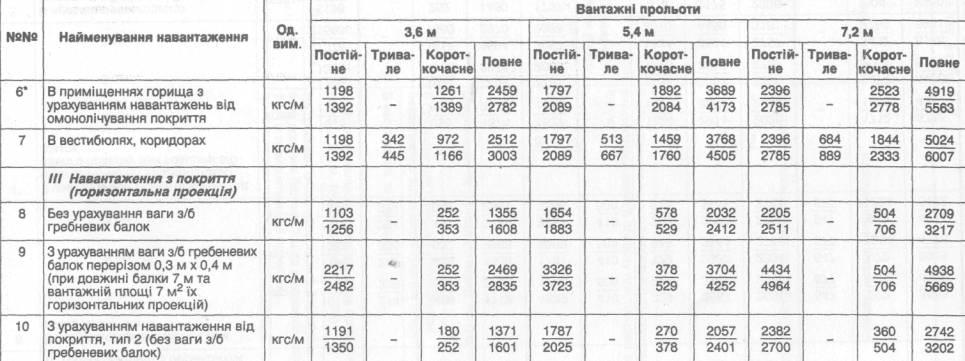 Вантажні прольоти
№№ Найменування навантаження Од. вим. 3,6 м 5,4 м 7,2 м
Постій-не Трива-ле Корот-кочасне Повне Постій-не Трива-ле Корот-кочасне Повне Постій-не Трива-ле Корот-кочасне Повне
6* В приміщеннях горища з
урахуванням навантажень від
омонолічування покриття
кгс/м 1198/1392 – 1261/1389 2459/2782 1797/2089 – 1892/2084 3689/4173 2396/2785 – 2523/2778 4919/5563
7 В вестибюлях, коридорах кгс/м 1198/1392 342/445 972/1166 2512/3003 1797/2089 513/667 1459/1760 3768/4505 2396/2785 684/889 1844/2333 5024/6007
III Навантаження з покриття
(горизонтальна проекція)
8 Без урахування ваги з/б
гребневих балок
кгс/м 1103/1256 – 252/353 1355/1608 1654/1883 – 578/529 2032/2412 2205/2511 – 504/706 2709/3217
9 З урахуванням ваги з/б гребеневих
балок перерізом 0,3 м х 0,4 м
(при довжині балки 7 м та
вантажній площі 7 м² їх
горизонтальних проекцій)
кгс/м 2217/2482 – 252/353 2469/2835 3326/3723 – 378/529 3704/4252 4434/4964 – 504/706 4938/5669
10 З урахуванням навантаження від
покриття, тип 2 (без ваги з/б
гребеневих балок)
кгс/м 1191/1350 – 180/252 1371/1601 1787/2025 – 270/378 2057/2401 2382/2700 – 360/504 2742/3202